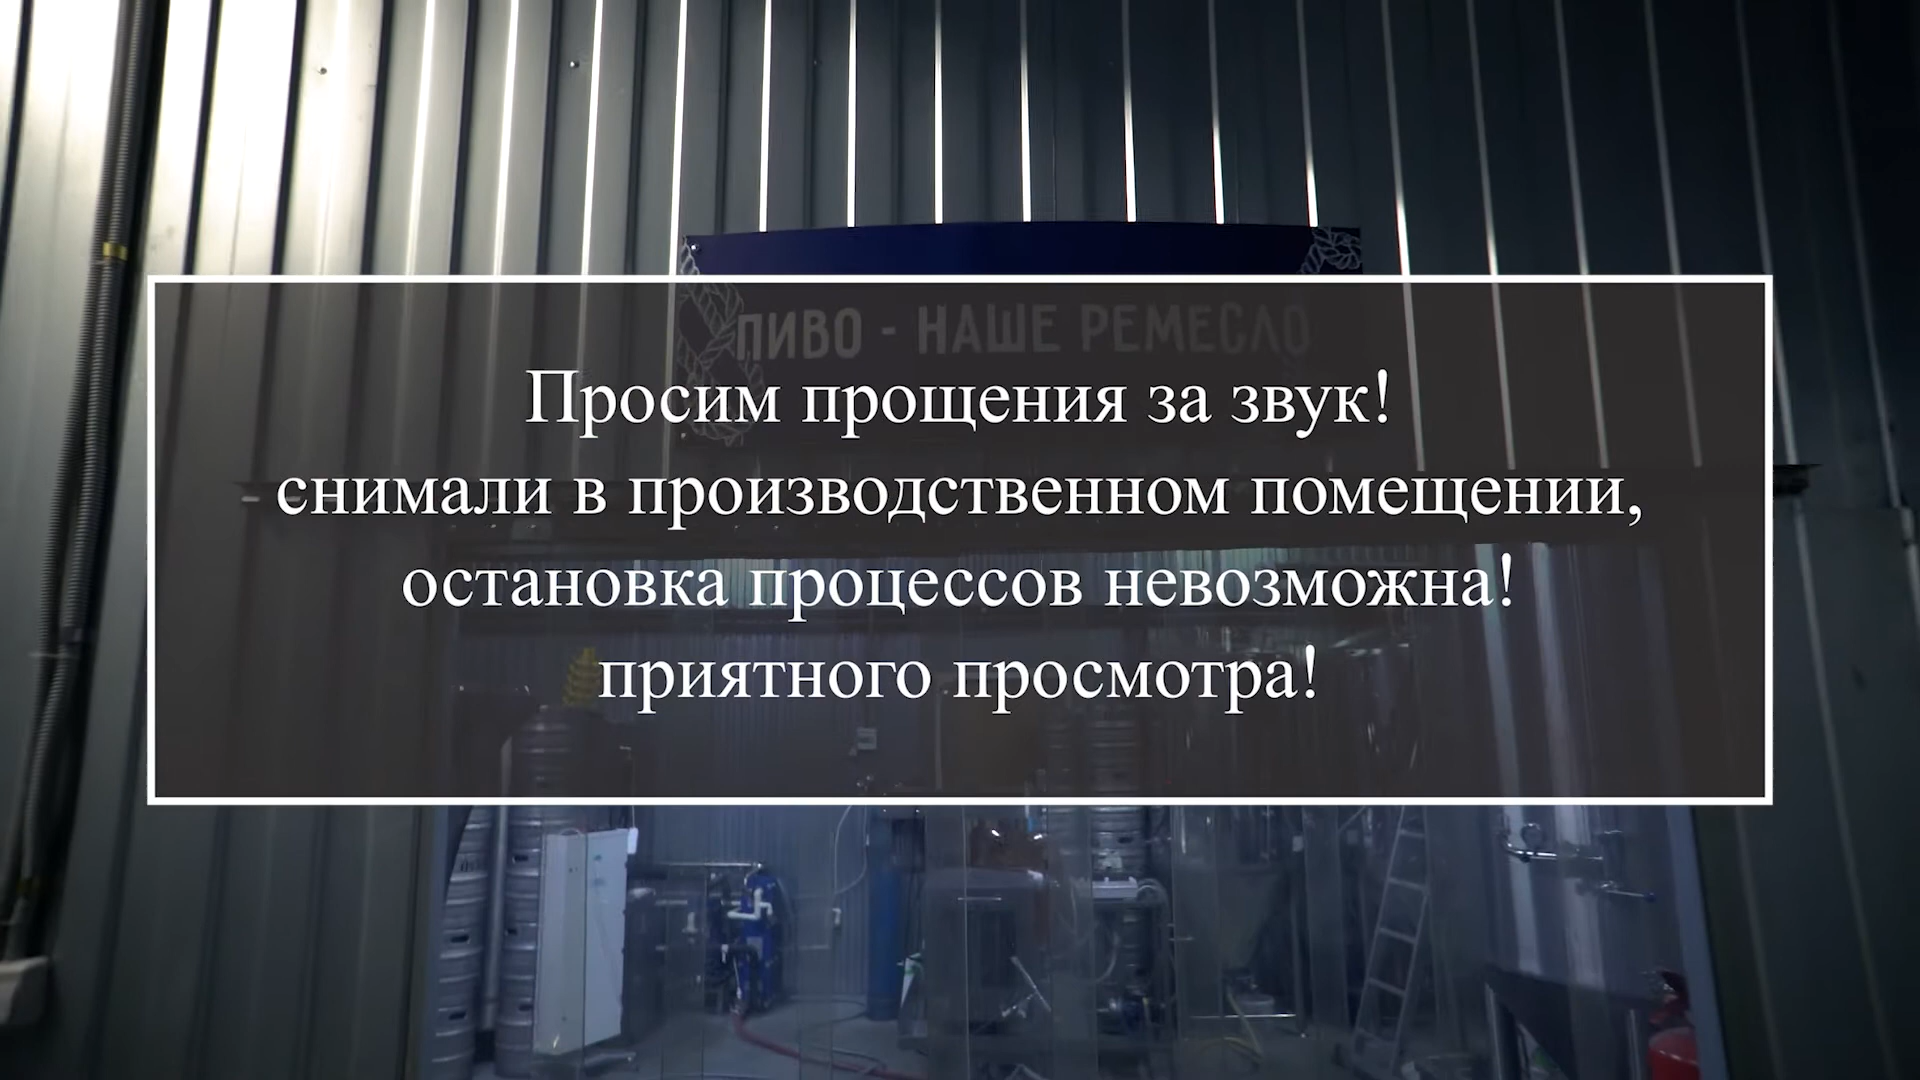 ПИВО - НАШЕ РЕМЕСЛО
Просим прощения за звук!
снимали в производственном помещении,
остановка процессов невозможна!
приятного просмотра!